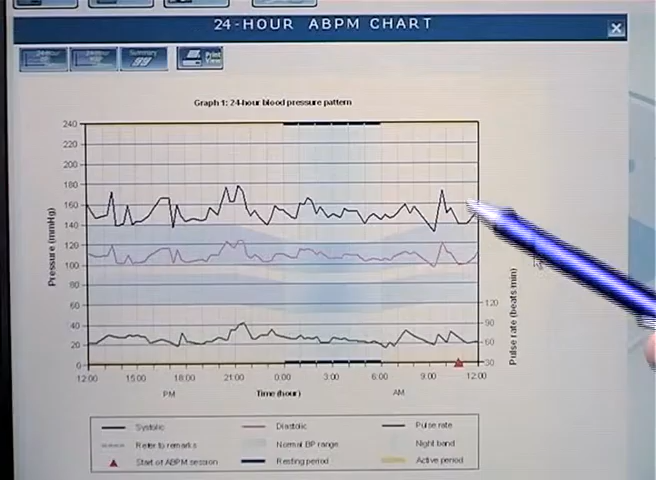 24-HOUR ABPM CHART
Summary
Print View
Graph 1: 24-hour blood pressure pattern
240
220
200
180
160
140
120
100
80
60
40
20
0
Pressure (mmHg)
120
90
60
30
Pulse rate (beats/min)
12:00 15:00 18:00 21:00 0:00 3:00 6:00 9:00 12:00
PM Time (hour) AM
Systolic Diastolic Pulse rate
Refer to remarks Normal BP range Night band
Start of ABPM session Resting period Active period